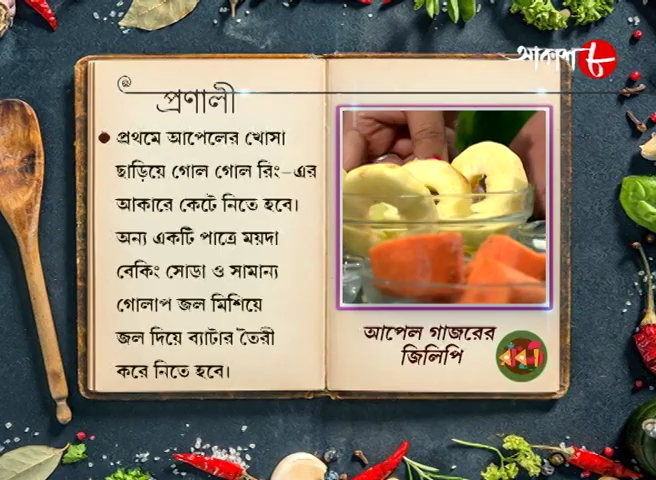 আকাশ ৮
প্রণালী
প্রথমে আপেলের খোসা
ছাড়িয়ে গোল গোল রিং-এর
আকারে কেটে নিতে হবে।
অন্য একটি পাত্রে ময়দা
বেকিং সোডা ও সামান্য
গোলাপ জল মিশিয়ে
জল দিয়ে ব্যাটার তৈরী
করে নিতে হবে।
আপেল গাজরের
জিলিপি